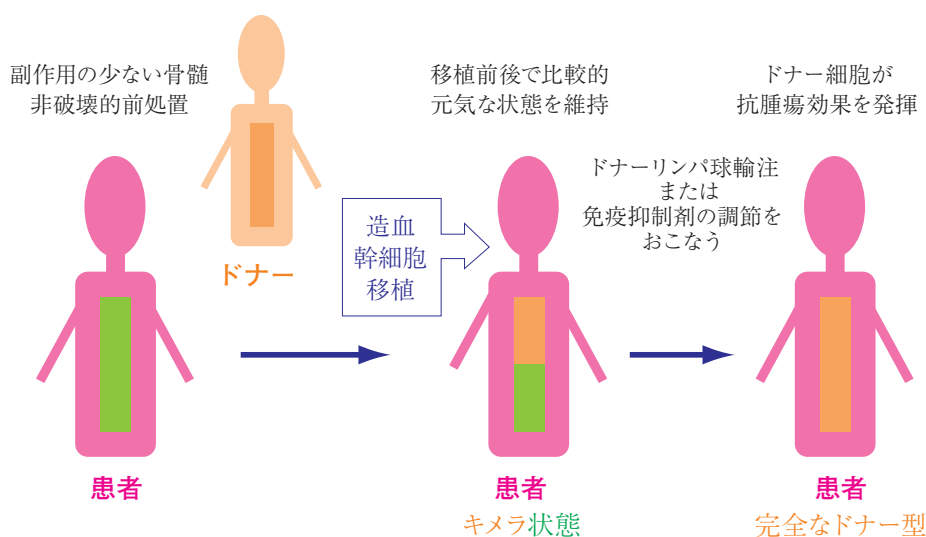 副作用の少ない骨髄
非破壊的前処置
ドナー
患者
造血
幹細胞
移植
移植前後で比較的
元気な状態を維持
患者
キメラ状態
ドナーリンパ球輸注
または
免疫抑制剤の調節を
おこなう
ドナー細胞が
抗腫瘍効果を発揮
患者
完全なドナー型